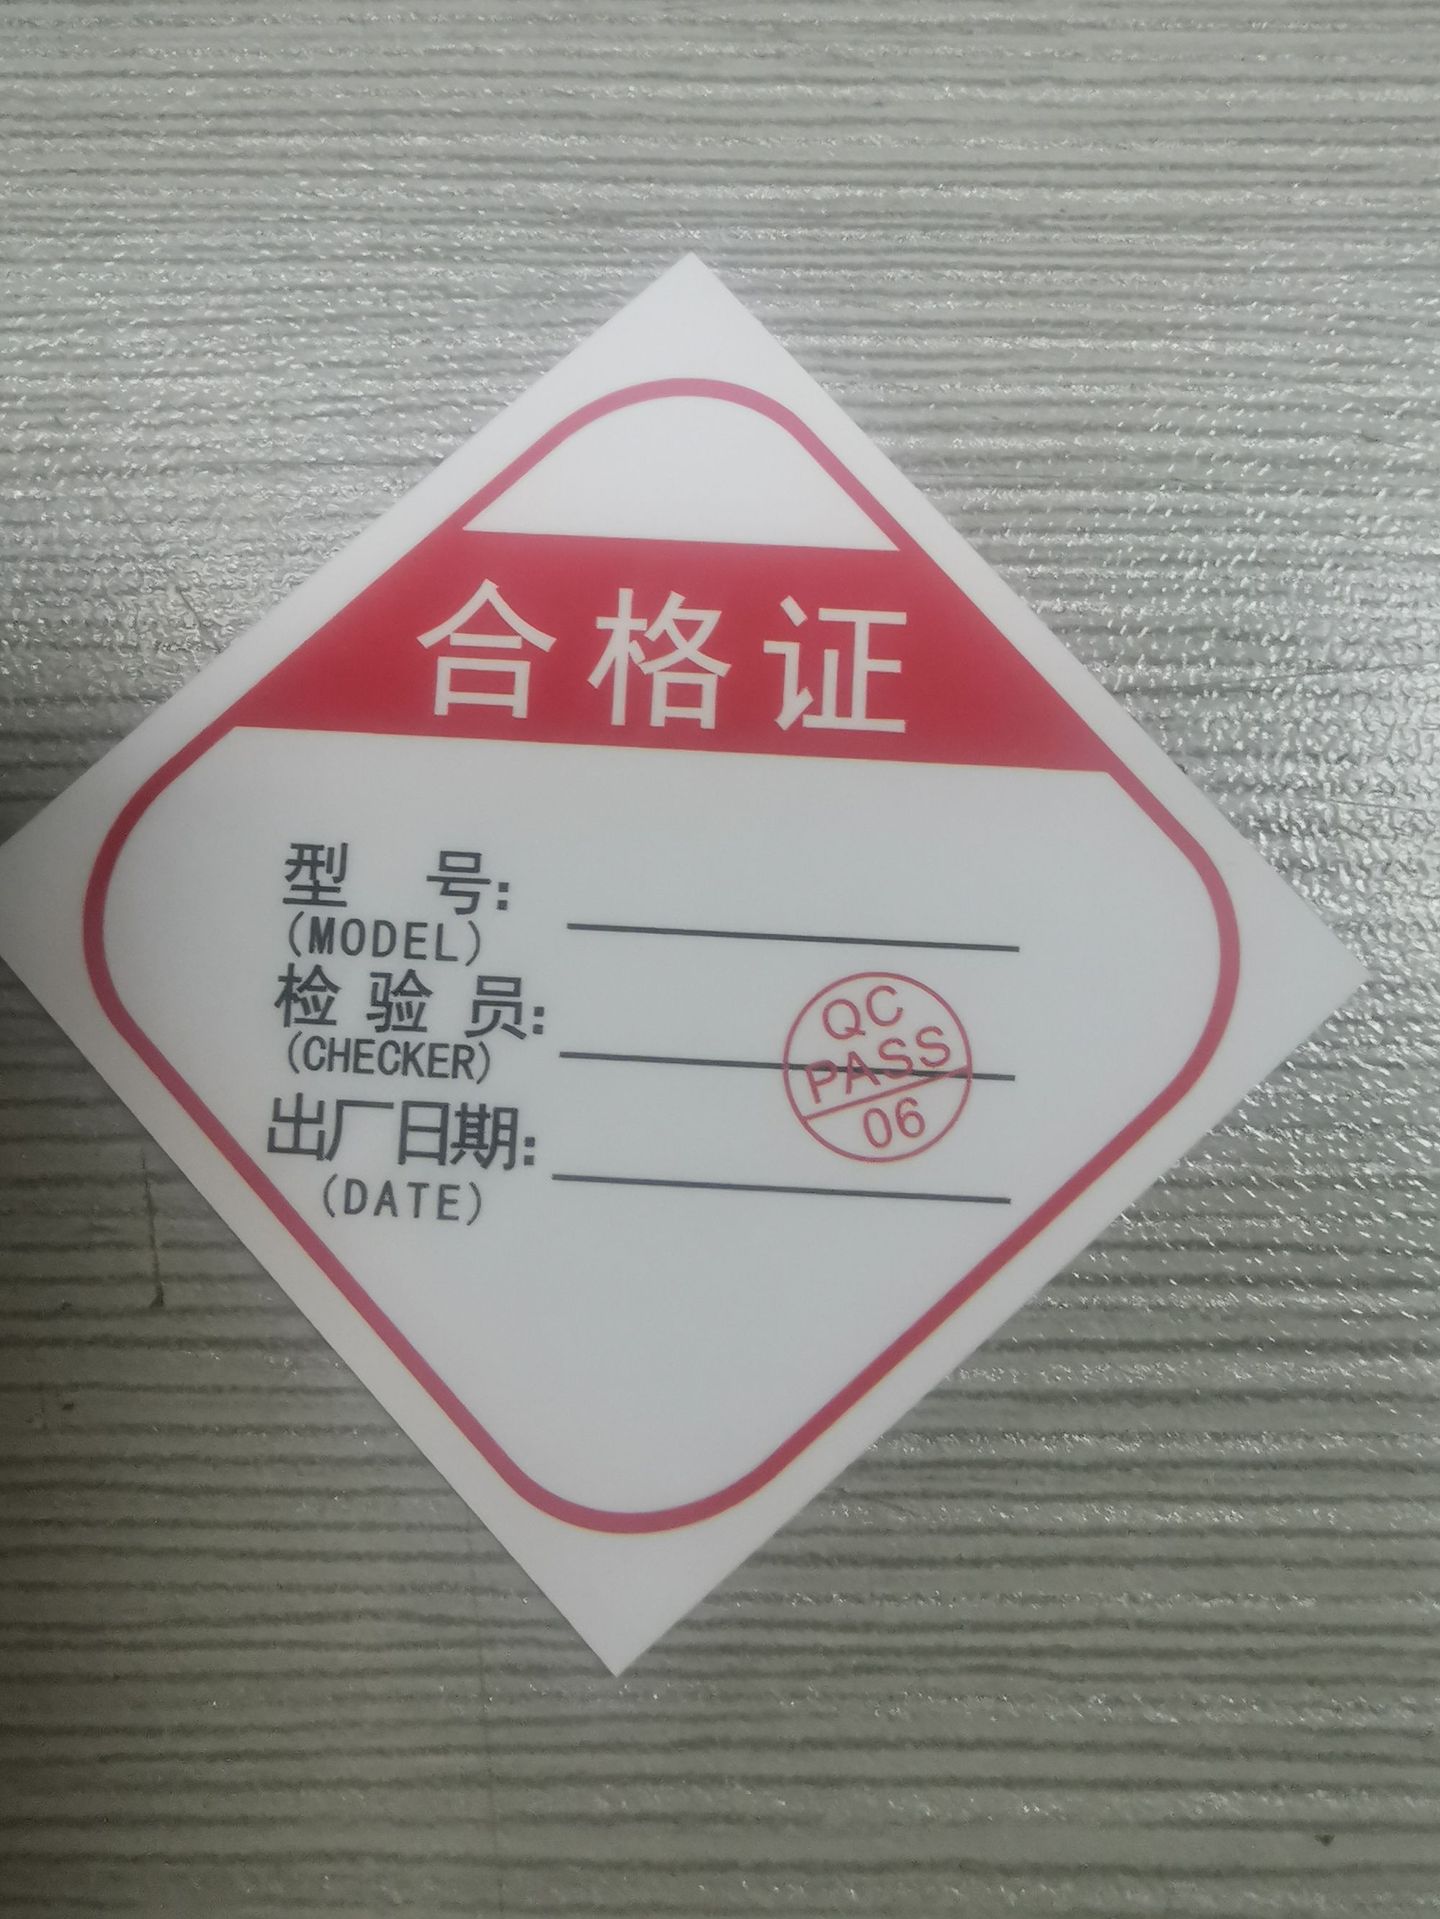 合格证
型 号:
(MODEL)
检验员:
(CHECKER)
QC
PASS
06
出厂日期:
(DATE)